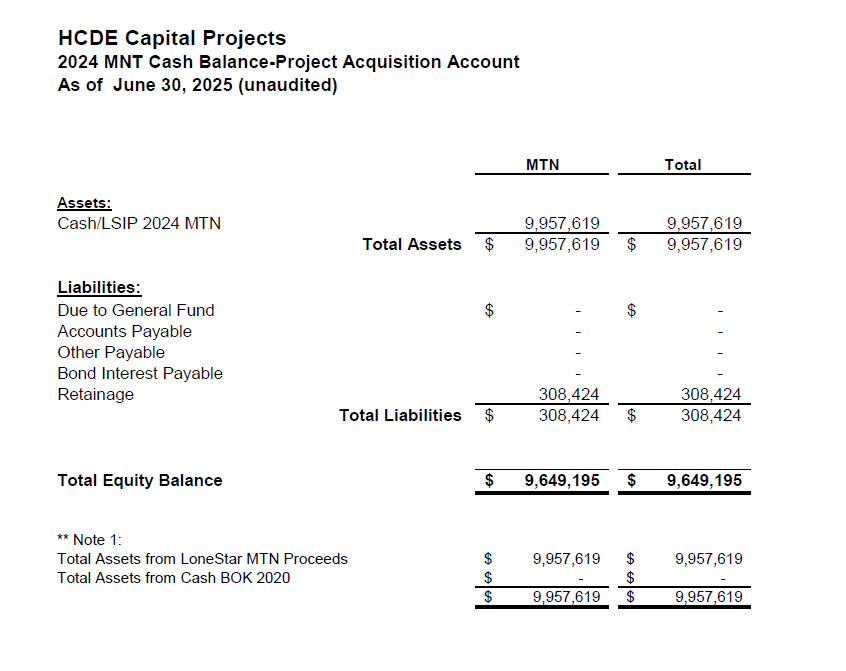 HCDE Capital Projects
2024 MNT Cash Balance-Project Acquisition Account
As of  June 30, 2025 (unaudited)
MTN Total
Assets:
Cash/LSIP 2024 MTN 9,957,619 9,957,619
Total Assets $ 9,957,619 $ 9,957,619
Liabilities:
Due to General Fund $ - $ -
Accounts Payable - -
Other Payable - -
Bond Interest Payable - -
Retainage 308,424 308,424
Total Liabilities $ 308,424 $ 308,424
Total Equity Balance $ 9,649,195 $ 9,649,195
** Note 1:
Total Assets from LoneStar MTN Proceeds $ 9,957,619 $ 9,957,619
Total Assets from Cash BOK 2020 $ - $ -
$ 9,957,619 $ 9,957,619